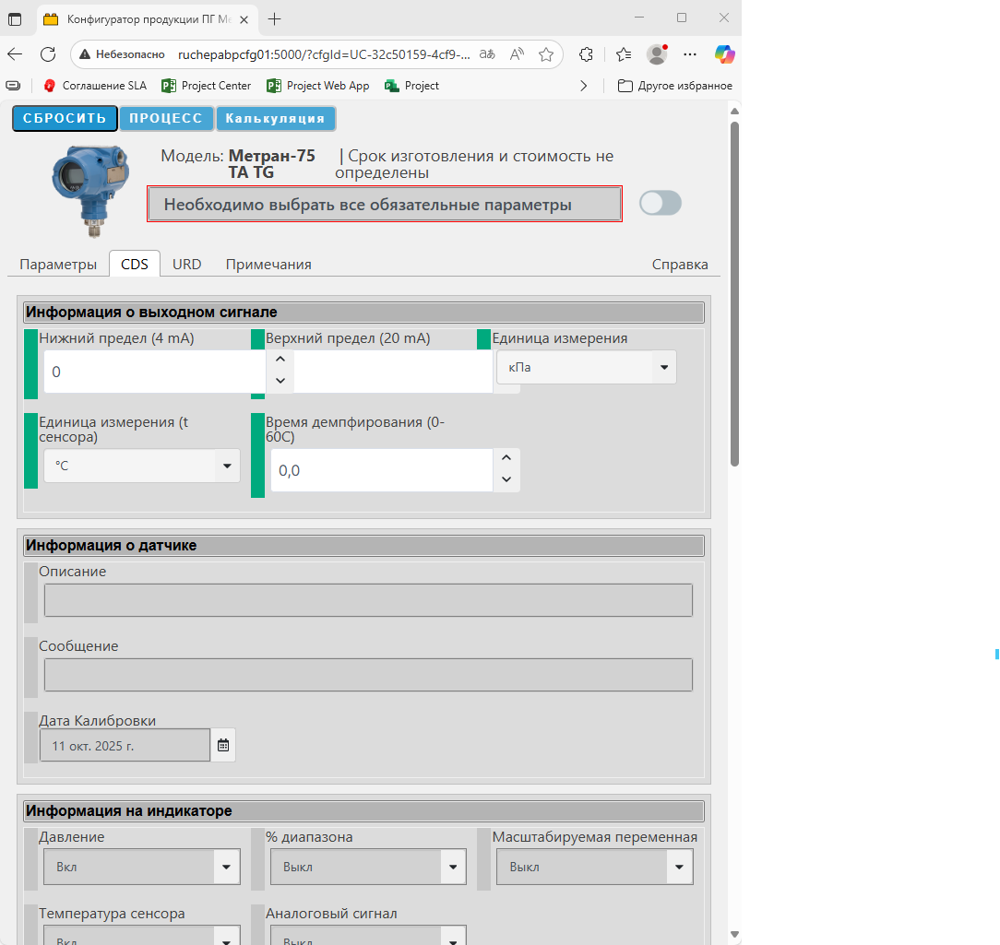 Конфигуратор продукции ПГ Ме
Небезопасно ruchepabpcfg01:5000/?cfgId=UC-32c50159-4cf9-...
Соглашение SLA Project Center Project Web App Project Другое избранное
СБРОСИТЬ ПРОЦЕСС Калькуляция
Модель: Метран-75 | Срок изготовления и стоимость не
TA TG определены
Необходимо выбрать все обязательные параметры
Параметры CDS URD Примечания Справка
Информация о выходном сигнале
Нижний предел (4 mA) Верхний предел (20 mA) Единица измерения
0 кПа
Единица измерения (t Время демпфирования (0-
сенсора) 60C)
°C 0,0
Информация о датчике
Описание
Сообщение
Дата Калибровки
11 окт. 2025 г.
Информация на индикаторе
Давление % диапазона Масштабируемая переменная
Вкл Выкл Выкл
Температура сенсора Аналоговый сигнал
Вкл Выкл